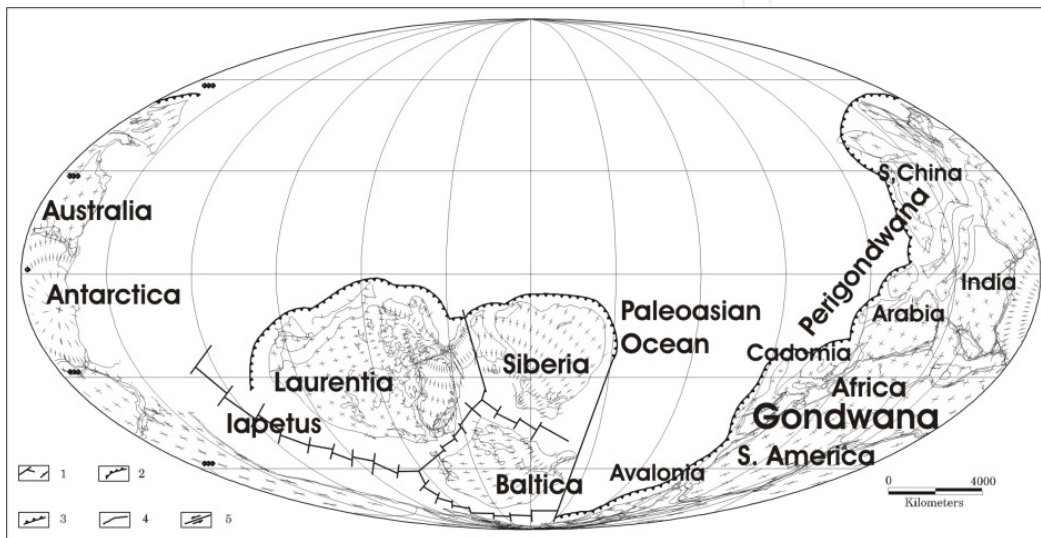 S, China
Australia
Perigondwana
Antarctica
India
Paleoasian
Ocean
Arabia
Cadomia
Siberia
Laurentia
Africa
Iapetus
Gondwana
S. America
Avalonia
Baltica
1
2
3
4
5
0 4000
Kilometers